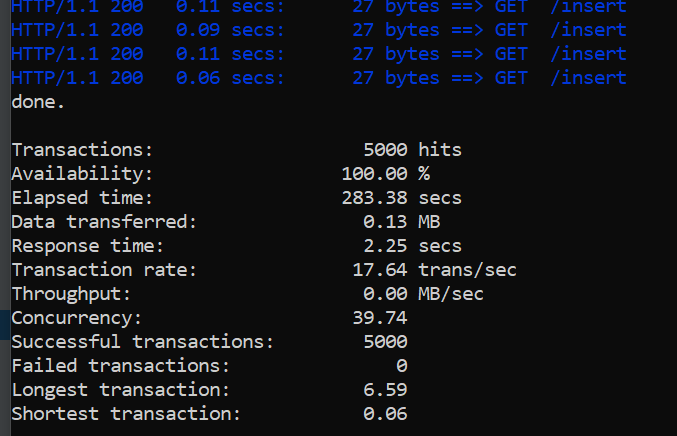 HTTP/1.1 200   0.11 secs:      27 bytes ==> GET  /insert
HTTP/1.1 200   0.09 secs:      27 bytes ==> GET  /insert
HTTP/1.1 200   0.11 secs:      27 bytes ==> GET  /insert
HTTP/1.1 200   0.06 secs:      27 bytes ==> GET  /insert
done.
Transactions:                   5000 hits
Availability:                 100.00 %
Elapsed time:                 283.38 secs
Data transferred:               0.13 MB
Response time:                  2.25 secs
Transaction rate:              17.64 trans/sec
Throughput:                     0.00 MB/sec
Concurrency:                   39.74
Successful transactions:        5000
Failed transactions:               0
Longest transaction:            6.59
Shortest transaction:           0.06